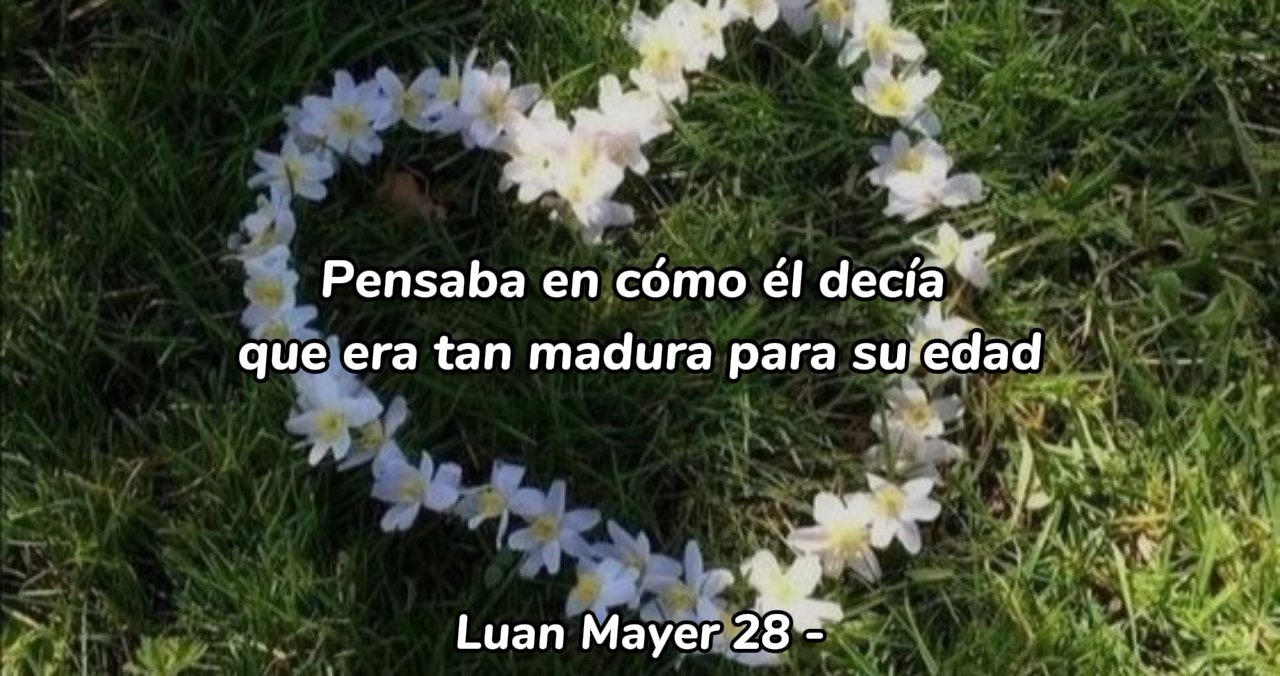 Pensaba en cómo él decía
que era tan madura para su edad
Luan Mayer 28 -